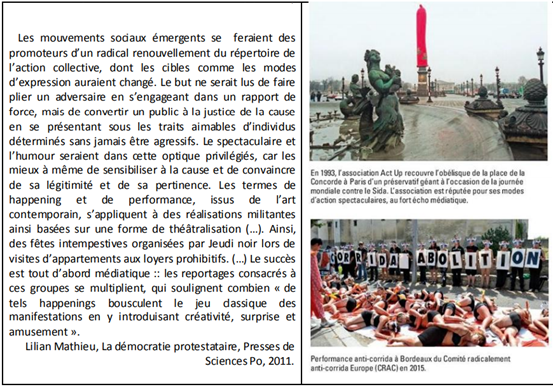 Les mouvements sociaux émergents se feraient des
promoteurs d'un radical renouvellement du répertoire de
l'action collective, dont les cibles comme les modes
d'expression auraient changé. Le but ne serait lus de faire
plier un adversaire en s'engageant dans un rapport de
force, mais de convertir un public à la justice de la cause
en se présentant sous les traits aimables d'individus
déterminés sans jamais être agressifs. Le spectaculaire et
l'humour seraient dans cette optique privilégiés, car les
mieux à même de sensibiliser à la cause et de convaincre
de sa légitimité et de sa pertinence. Les termes de
happening et de performance, issus de l'art
contemporain, s'appliquent à des réalisations militantes
ainsi basées sur une forme de théâtralisation (...). Ainsi,
des fêtes intempestives organisées par Jeudi noir lors de
visites d'appartements aux loyers prohibitifs. (...) Le succès
est tout d'abord médiatique :: les reportages consacrés à
ces groupes se multiplient, qui soulignent combien « de
tels happenings bousculent le jeu classique des
manifestations en y introduisant créativité, surprise et
amusement ».
Lilian Mathieu, La démocratie protestataire, Presses de
Sciences Po, 2011.
En 1993, l'association Act Up recouvre l'obélisque de la place de la
Concorde à Paris d'un préservatif géant à l'occasion de la journée
mondiale contre le Sida. L'association est réputée pour ses modes
d'action spectaculaires, au fort écho médiatique.
CORRIDA ABOLITION
Performance anti-corrida à Bordeaux du Comité radicalement
anti-corrida Europe (CRAC) en 2015.